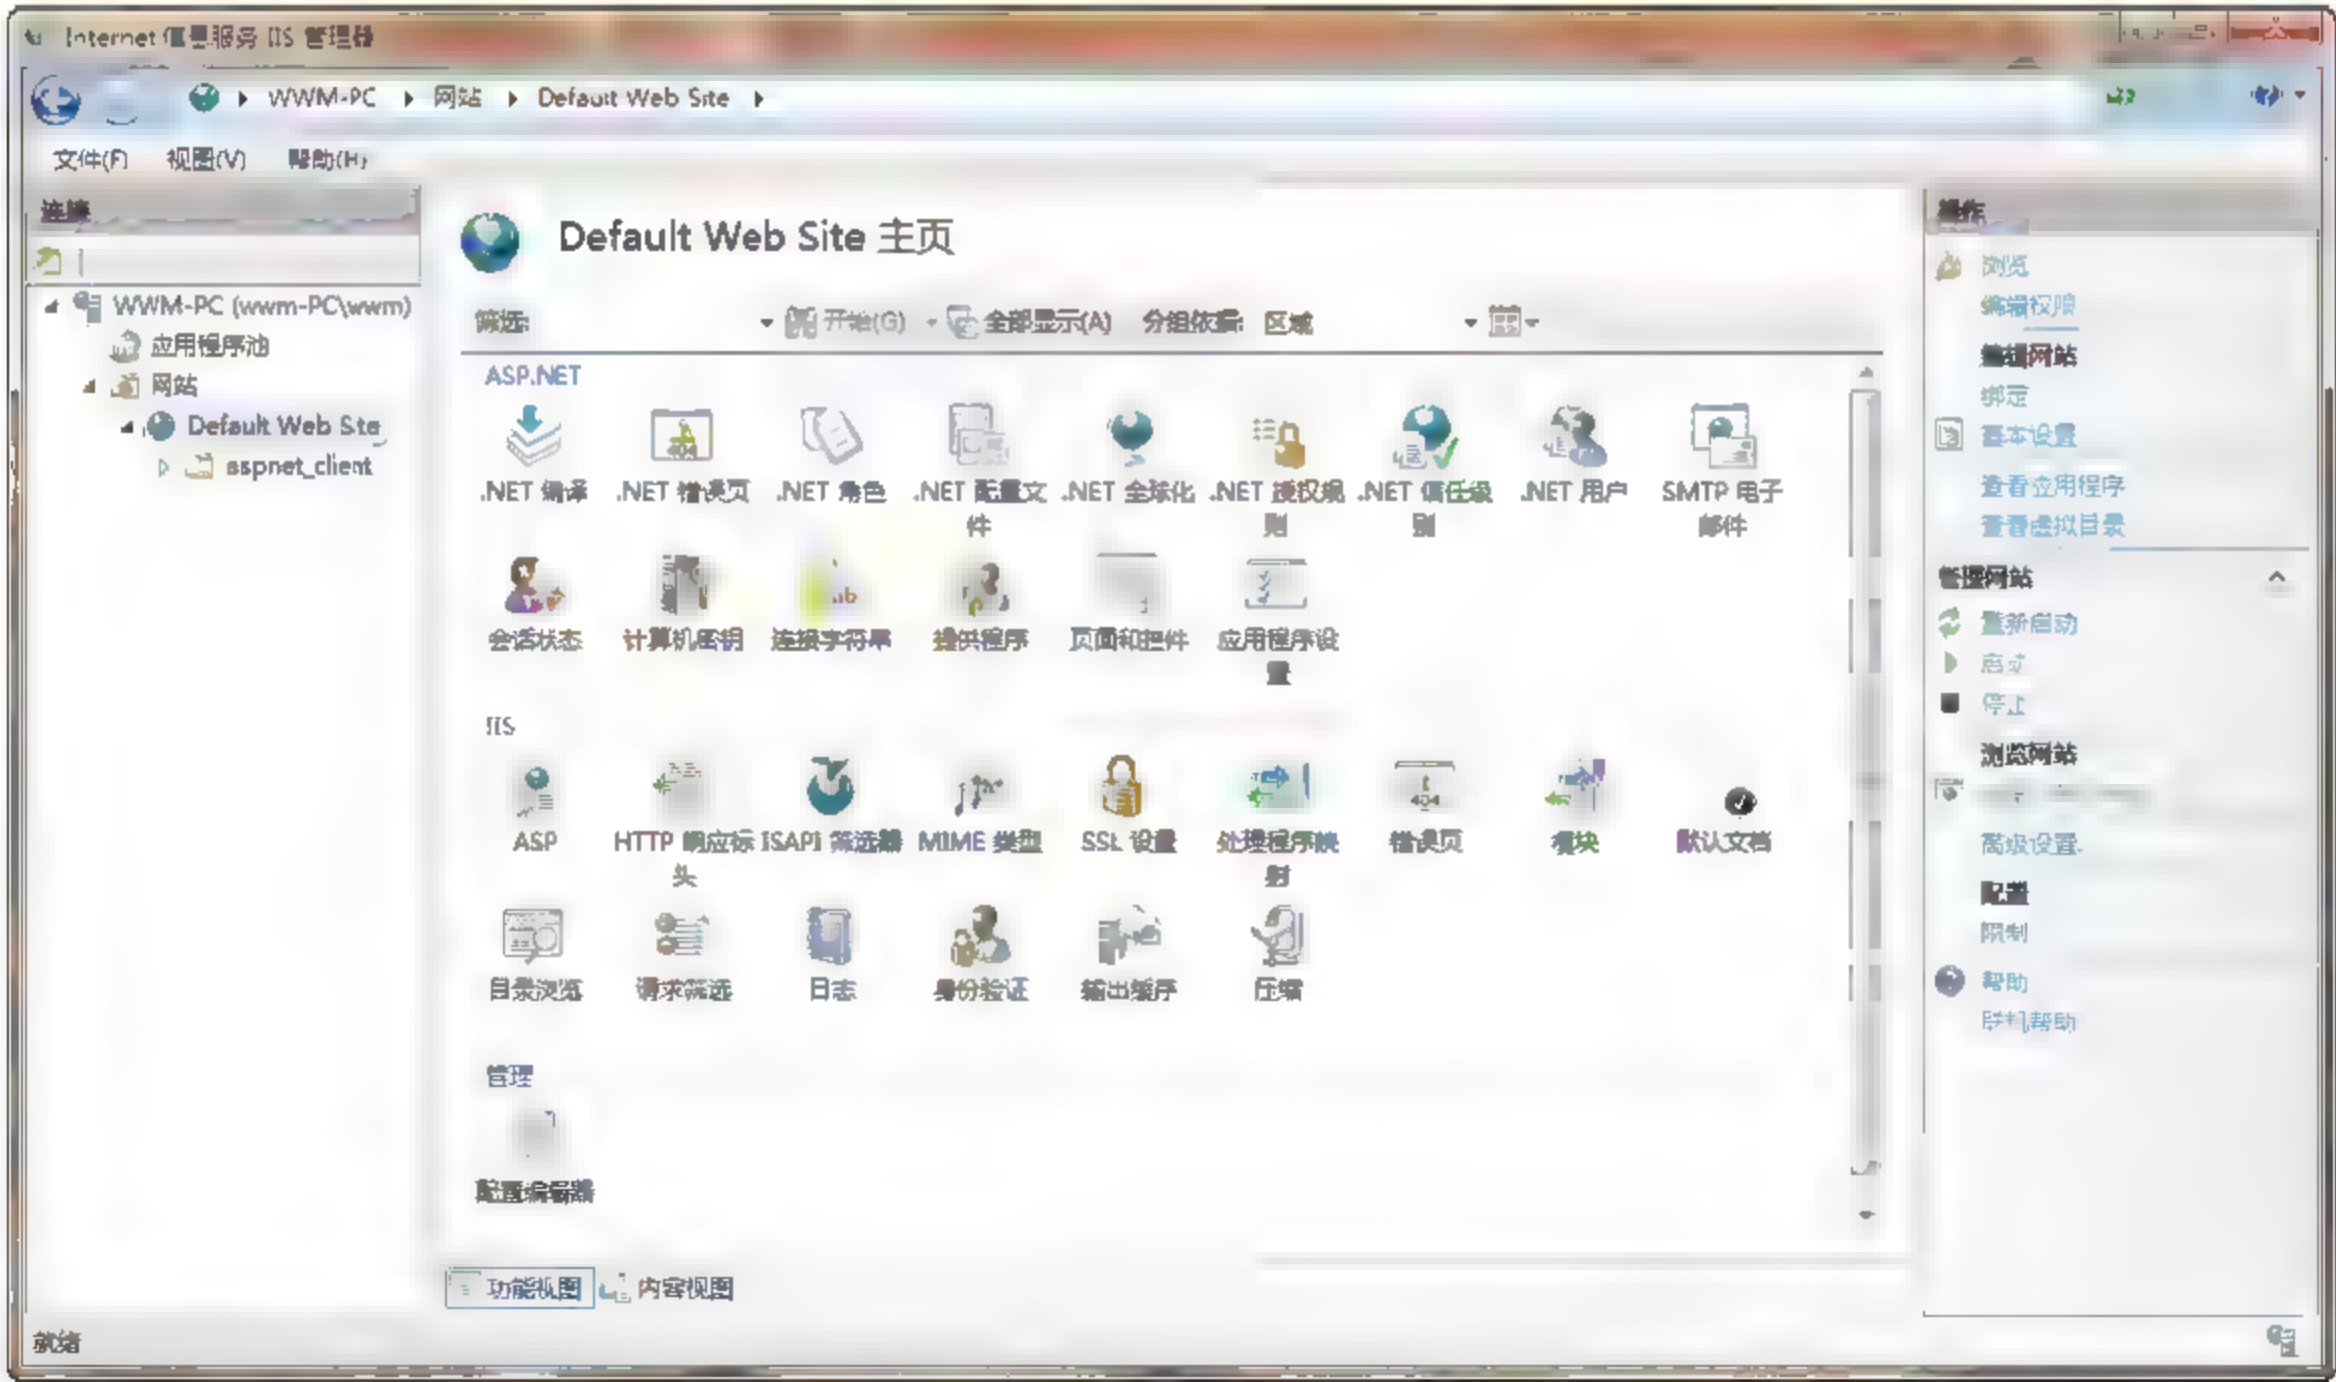 Internet 信息服务 IIS 管理器
WWM-PC 网站 Default Web Site
文件(F) 视图(V) 帮助(H)
连接
WWM-PC (wwm-PC\wwm)
应用程序池
网站
Default Web Site
aspnet_client
Default Web Site 主页
筛选: 开始(G) 全部显示(A) 分组依据: 区域
ASP.NET
.NET 编译 .NET 错误页 .NET 角色 .NET 配置文件 .NET 全球化 .NET 授权规则 .NET 信任级别 .NET 用户 SMTP 电子邮件
会话状态 计算机密钥 连接字符串 提供程序 页面和控件 应用程序设置
IIS
ASP HTTP 响应标头 ISAPI 筛选器 MIME 类型 SSL 设置 处理程序映射 错误页 模块 默认文档
目录浏览 请求筛选 日志 身份验证 输出缓存 压缩
管理
配置编辑器
功能视图 内容视图
就绪
操作
浏览
编辑权限
编辑网站
绑定
基本设置
查看应用程序
查看虚拟目录
管理网站
重新启动
启动
停止
浏览网站
高级设置
配置
限制
帮助
联机帮助